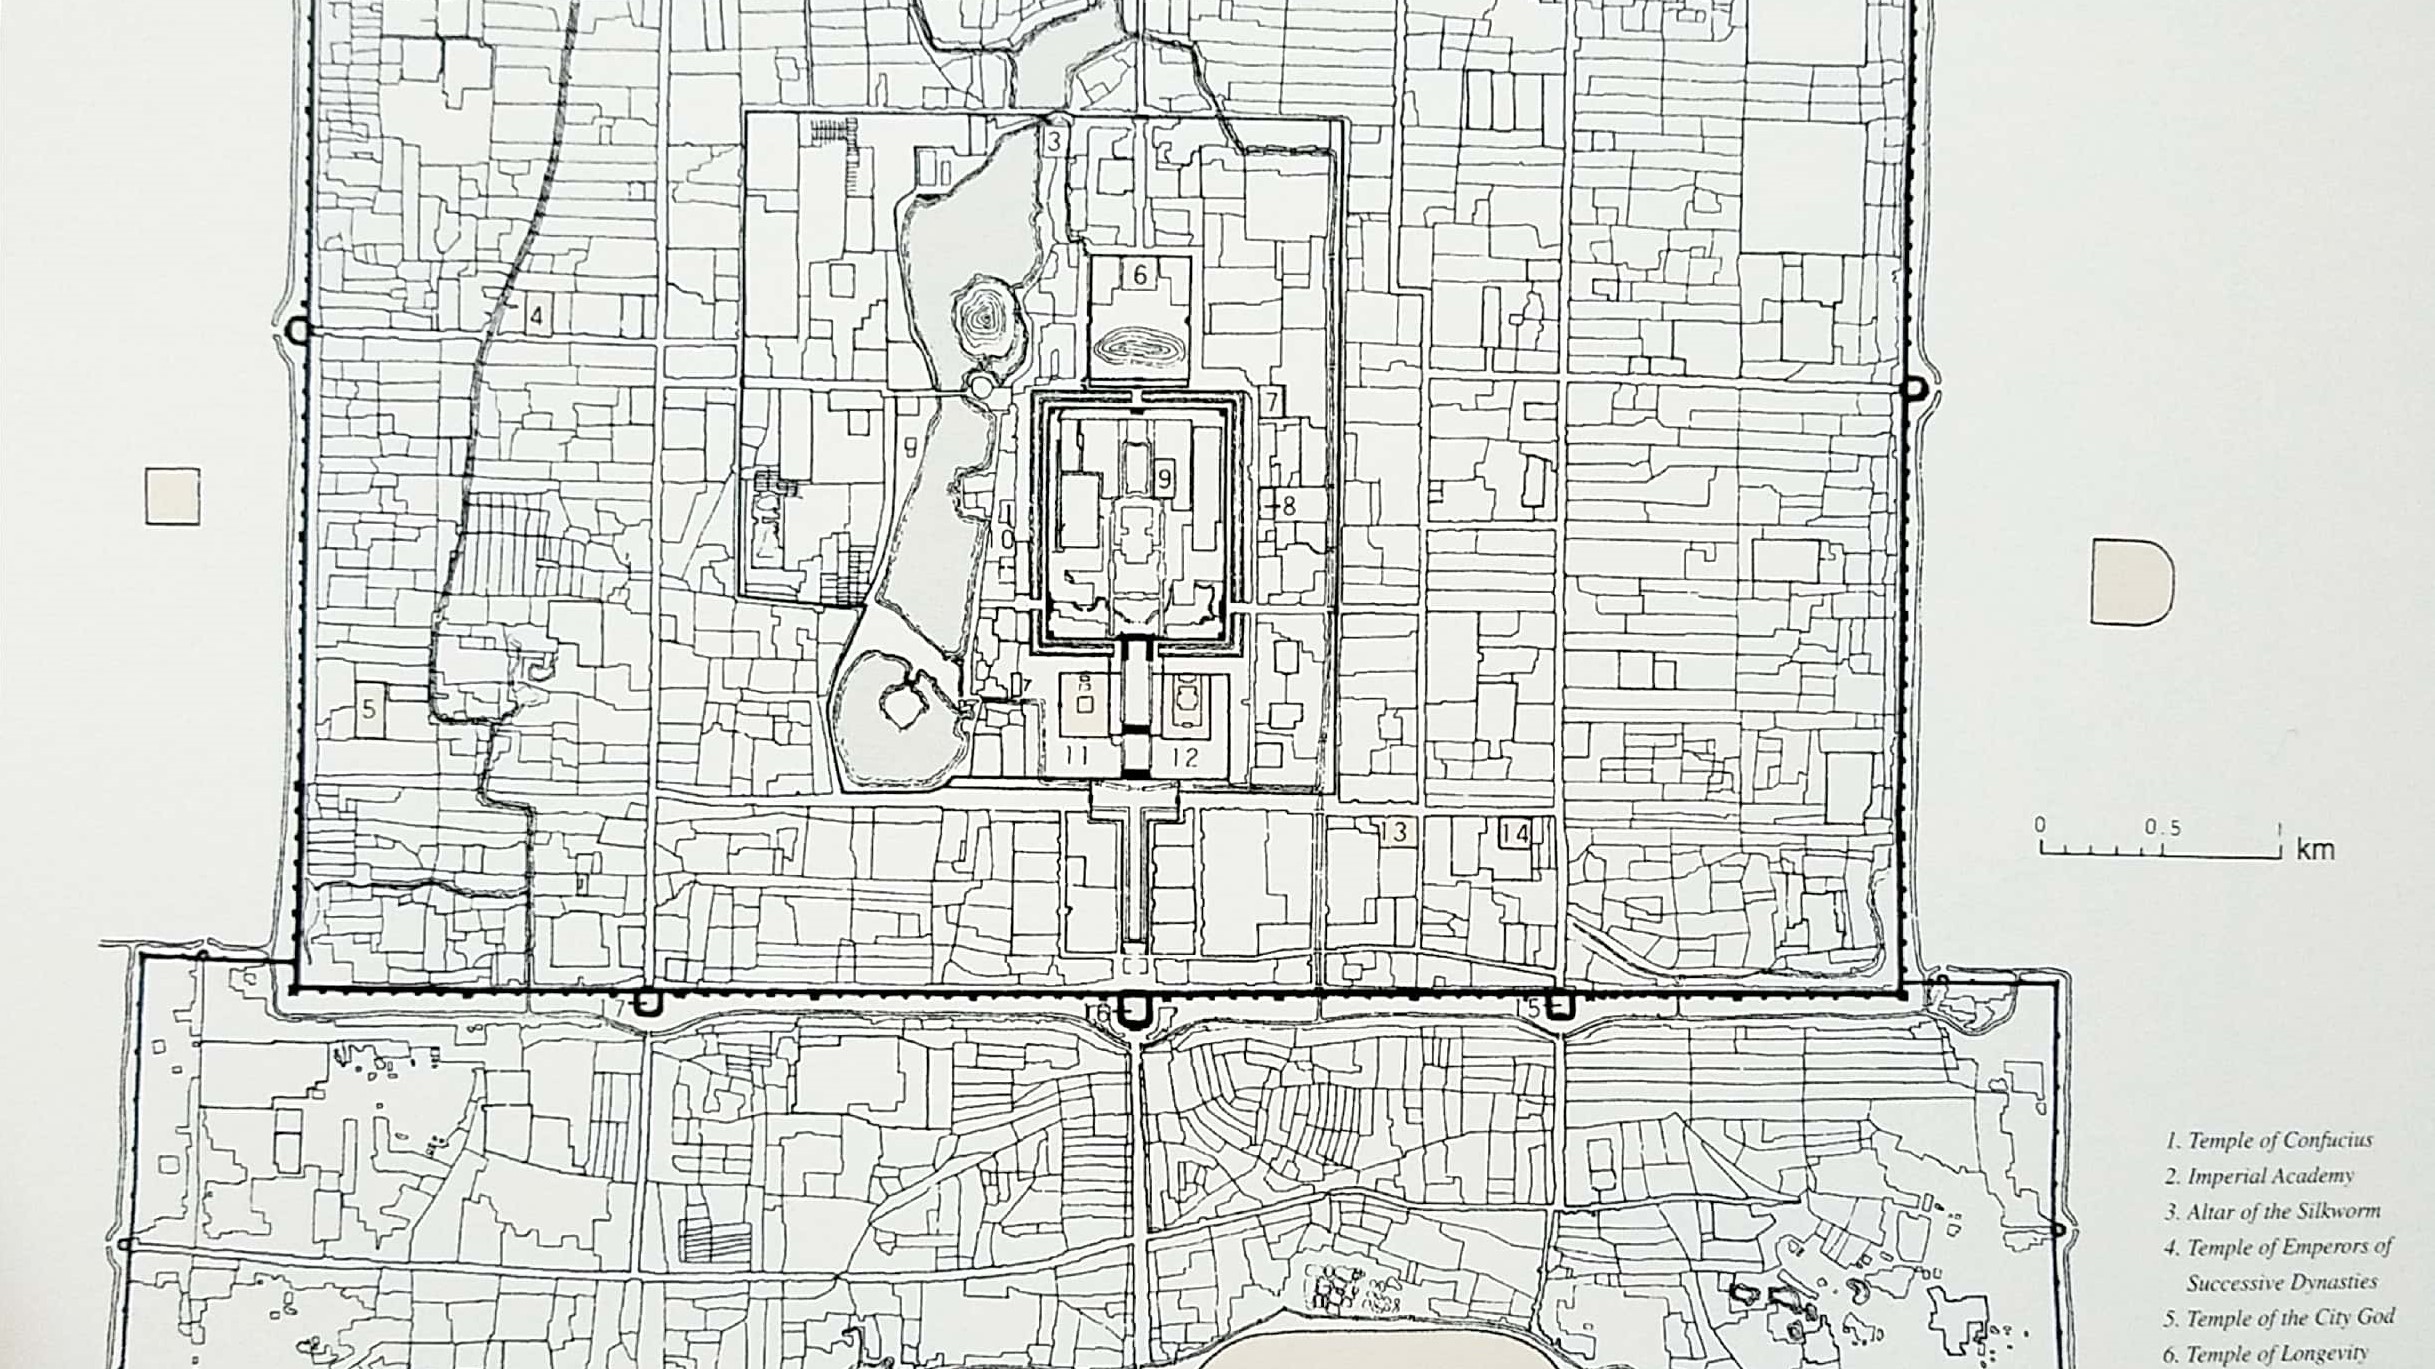 3
6
4
7
9
8
10
5
7
11
12
13
14
0
0.5
1
km
7
16
15
1. Temple of Confucius
2. Imperial Academy
3. Altar of the Silkworm
4. Temple of Emperors of
Successive Dynasties
5. Temple of the City God
6. Temple of Longevity